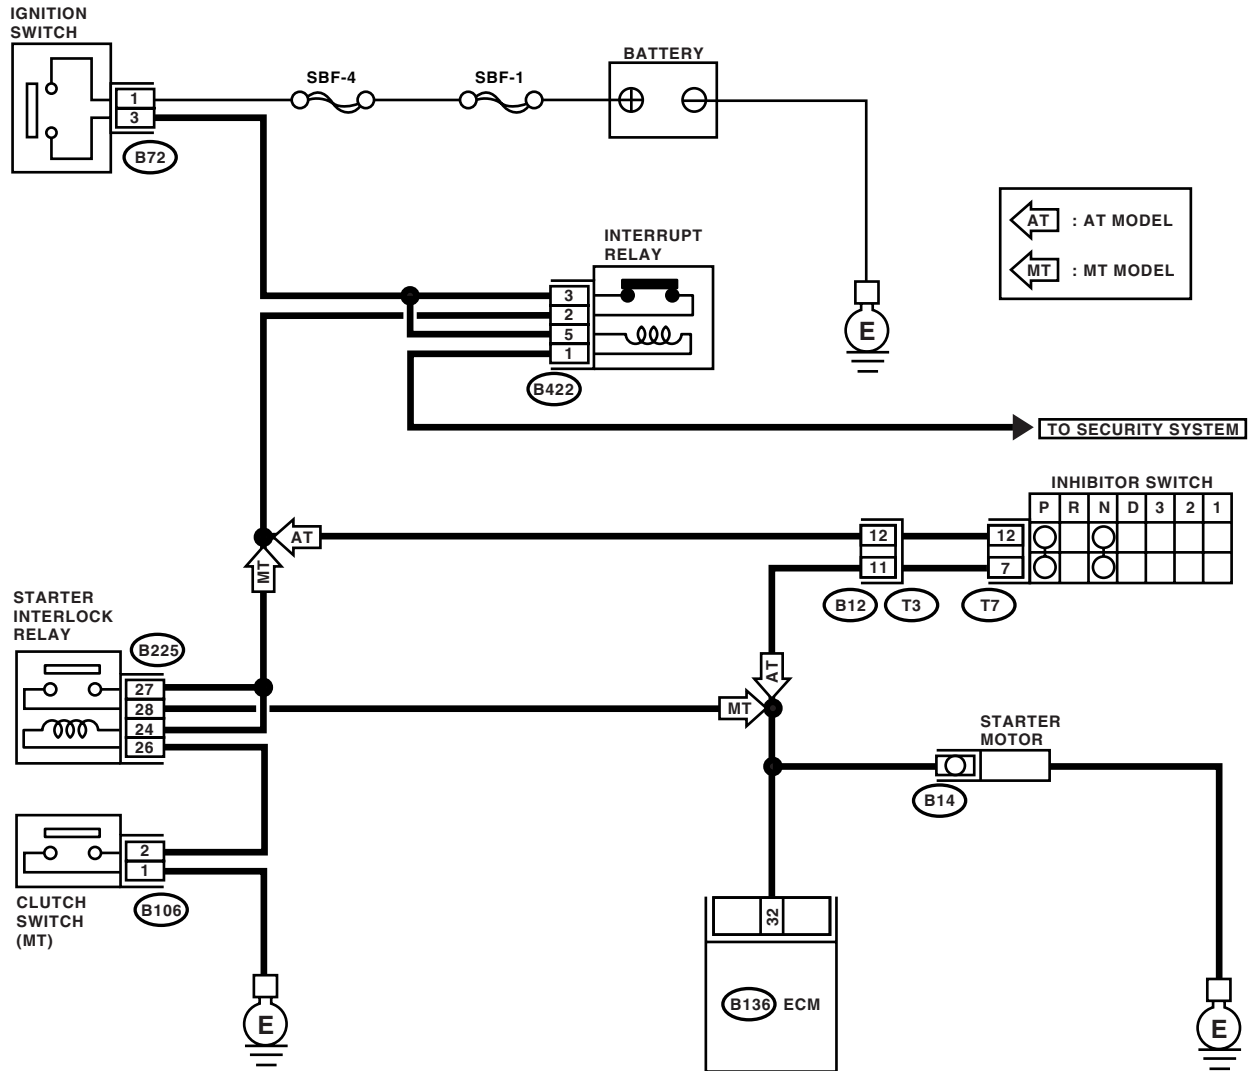 IGNITION
SWITCH
BATTERY
SBF-4
SBF-1
1
3
B72
AT : AT MODEL
MT : MT MODEL
INTERRUPT
RELAY
3
2
5
1
E
B422
TO SECURITY SYSTEM
INHIBITOR SWITCH
P R N D 3 2 1
AT
12
12
11
7
MT
B12
T3
T7
STARTER
INTERLOCK
RELAY
B225
AT
27
28
24
26
MT
STARTER
MOTOR
B14
2
1
CLUTCH
SWITCH
(MT)
B106
32
B136 ECM
E
E